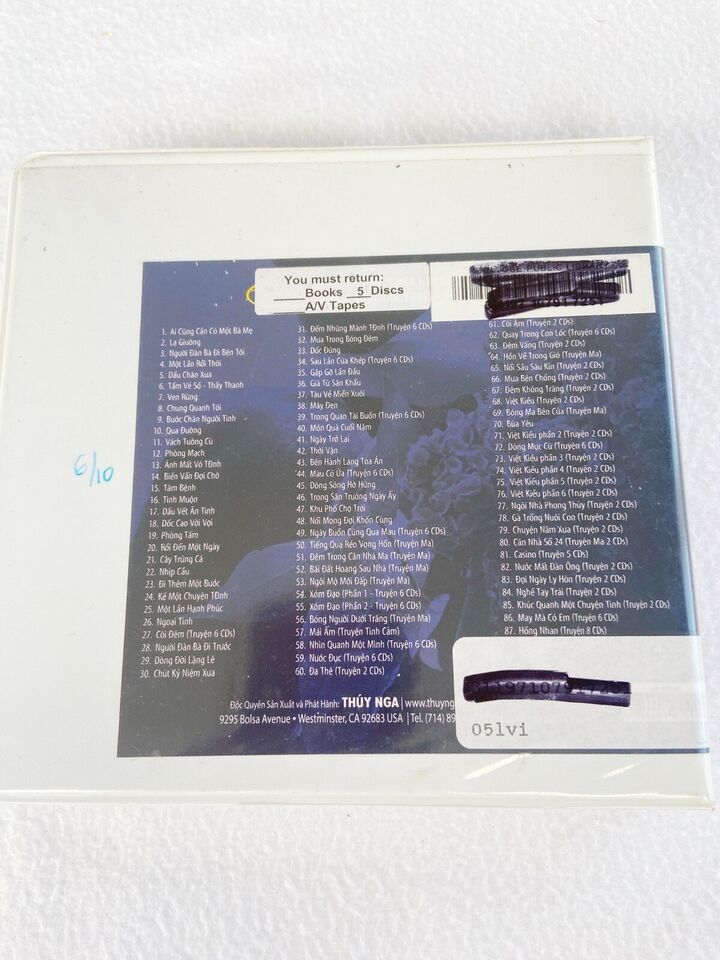 You must return:
____Books __5_Discs
____A/V Tapes
PUBLIC
1. Ai Cũng Cần Có Một Bà Mẹ
2. Lạ Giường
3. Người Đàn Bà Đi Bên Tôi
4. Một Lần Rồi Thôi
5. Dấu Chân Xưa
6. Tấm Vé Số - Thầy Thanh
7. Ven Rừng
8. Chung Quanh Tôi
9. Bước Chân Người Tình
10. Qua Đường
11. Vách Tường Cũ
12. Phòng Mạch
13. Ánh Mắt Vô TÐnh
14. Biển Vẫn Đợi Chờ
15. Tâm Bệnh
16. Tình Muộn
17. Dấu Vết Ân Tình
18. Dốc Cao Vời Vợi
19. Phòng Tấm
20. Rồi Đến Một Ngày
21. Cây Trứng Cá
22. Nhịp Cầu
23. Đi Thêm Một Bước
24. Kể Một Chuyện TÐnh
25. Một Lần Hạnh Phúc
26. Ngoại Tình
27. Cõi Đêm (Truyện 6 CDs)
28. Người Đàn Bà Đi Trước
29. Dòng Đời Lặng Lẽ
30. Chút Kỷ Niệm Xưa
31. Đếm Những Mảnh TÐnh (Truyện 6 CDs)
32. Mưa Trong Bóng Đêm
33. Dốc Đứng
34. Sau Lần Cửa Khép (Truyện 6 CDs)
35. Gặp Gỡ Lần Đầu
36. Giã Từ Sân Khấu
37. Tàu Về Miền Xuôi
38. Mây Đen
39. Trong Quán Tài Buồn (Truyện 6 CDs)
40. Món Quà Cuối Năm
41. Ngày Trở Lại
42. Thời Vận
43. Bên Hành Lang Tòa Án
44. Màu Cỏ Úa (Truyện 6 CDs)
45. Dòng Sông Hờ Hững
46. Trong Sân Trường Ngày Ấy
47. Khu Phố Chợ Trời
48. Nỗi Mong Đợi Khôn Cùng
49. Ngày Buồn Cũng Qua Mau (Truyện 6 CDs)
50. Tiếng Quạ Réo Vong Hồn (Truyện Ma)
51. Đêm Trong Căn Nhà Ma (Truyện Ma)
52. Bãi Đất Hoang Sau Nhà (Truyện Ma)
53. Ngôi Mộ Mới Đắp (Truyện Ma)
54. Xóm Đạo (Phần 1 - Truyện 6 CDs)
55. Xóm Đạo (Phần 2 - Truyện 6 CDs)
56. Bóng Người Dưới Trăng (Truyện Ma)
57. Mái Ấm (Truyện Tình Cảm)
58. Nhìn Quanh Một Mình (Truyện 6 CDs)
59. Nước Đục (Truyện 6 CDs)
60. Đa Thê (Truyện 2 CDs)
61. Cõi Âm (Truyện 2 CDs)
62. Quay Trong Cơn Lốc (Truyện 6 CDs)
63. Đêm Vắng (Truyện 2 CDs)
64. Hồn Về Trong Gió (Truyện Ma)
65. Nỗi Sầu Sâu Kín (Truyện 2 CDs)
66. Mưa Bên Chồng (Truyện 2 CDs)
67. Đêm Không Trăng (Truyện 2 CDs)
68. Việt Kiều (Truyện 2 CDs)
69. Bóng Ma Bên Cửa (Truyện Ma)
70. Bùa Yêu
71. Việt Kiều phần 2 (Truyện 2 CDs)
72. Dòng Mực Cũ (Truyện 6 CDs)
73. Việt Kiều phần 3 (Truyện 2 CDs)
74. Việt Kiều phần 4 (Truyện 2 CDs)
75. Việt Kiều phần 5 (Truyện 2 CDs)
76. Việt Kiều phần 6 (Truyện 2 CDs)
77. Ngôi Nhà Phong Thủy (Truyện 2 CDs)
78. Gà Trống Nuôi Con (Truyện 2 CDs)
79. Chuyện Năm Xưa (Truyện 2 CDs)
80. Căn Nhà Số 24 (Truyện Ma 2 CDs)
81. Casino (Truyện 5 CDs)
82. Nước Mắt Đàn Ông (Truyện 2 CDs)
83. Đợi Ngày Ly Hôn (Truyện 2 CDs)
84. Nghề Tay Trái (Truyện 2 CDs)
85. Khúc Quanh Một Chuyện Tình (Truyện 2 CDs)
86. May Mà Có Em (Truyện 6 CDs)
87. Hồng Nhan (Truyện 8 CDs)
6/10
Độc Quyền Sản Xuất và Phát Hành: THÚY NGA | www.thuyng
9295 Bolsa Avenue • Westminster, CA 92683 USA | Tel. (714) 89
05lvi